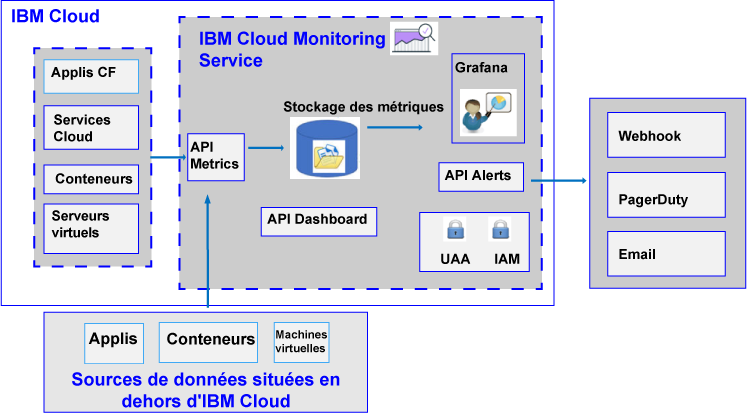 IBM Cloud
Applis CF
Services
Cloud
Conteneurs
Serveurs
virtuels
IBM Cloud Monitoring
Service
API
Metrics
Stockage des métriques
Grafana
API Alerts
API Dashboard
UAA IAM
Webhook
PagerDuty
Email
Applis
Conteneurs
Machines
virtuelles
Sources de données situées en
dehors d'IBM Cloud